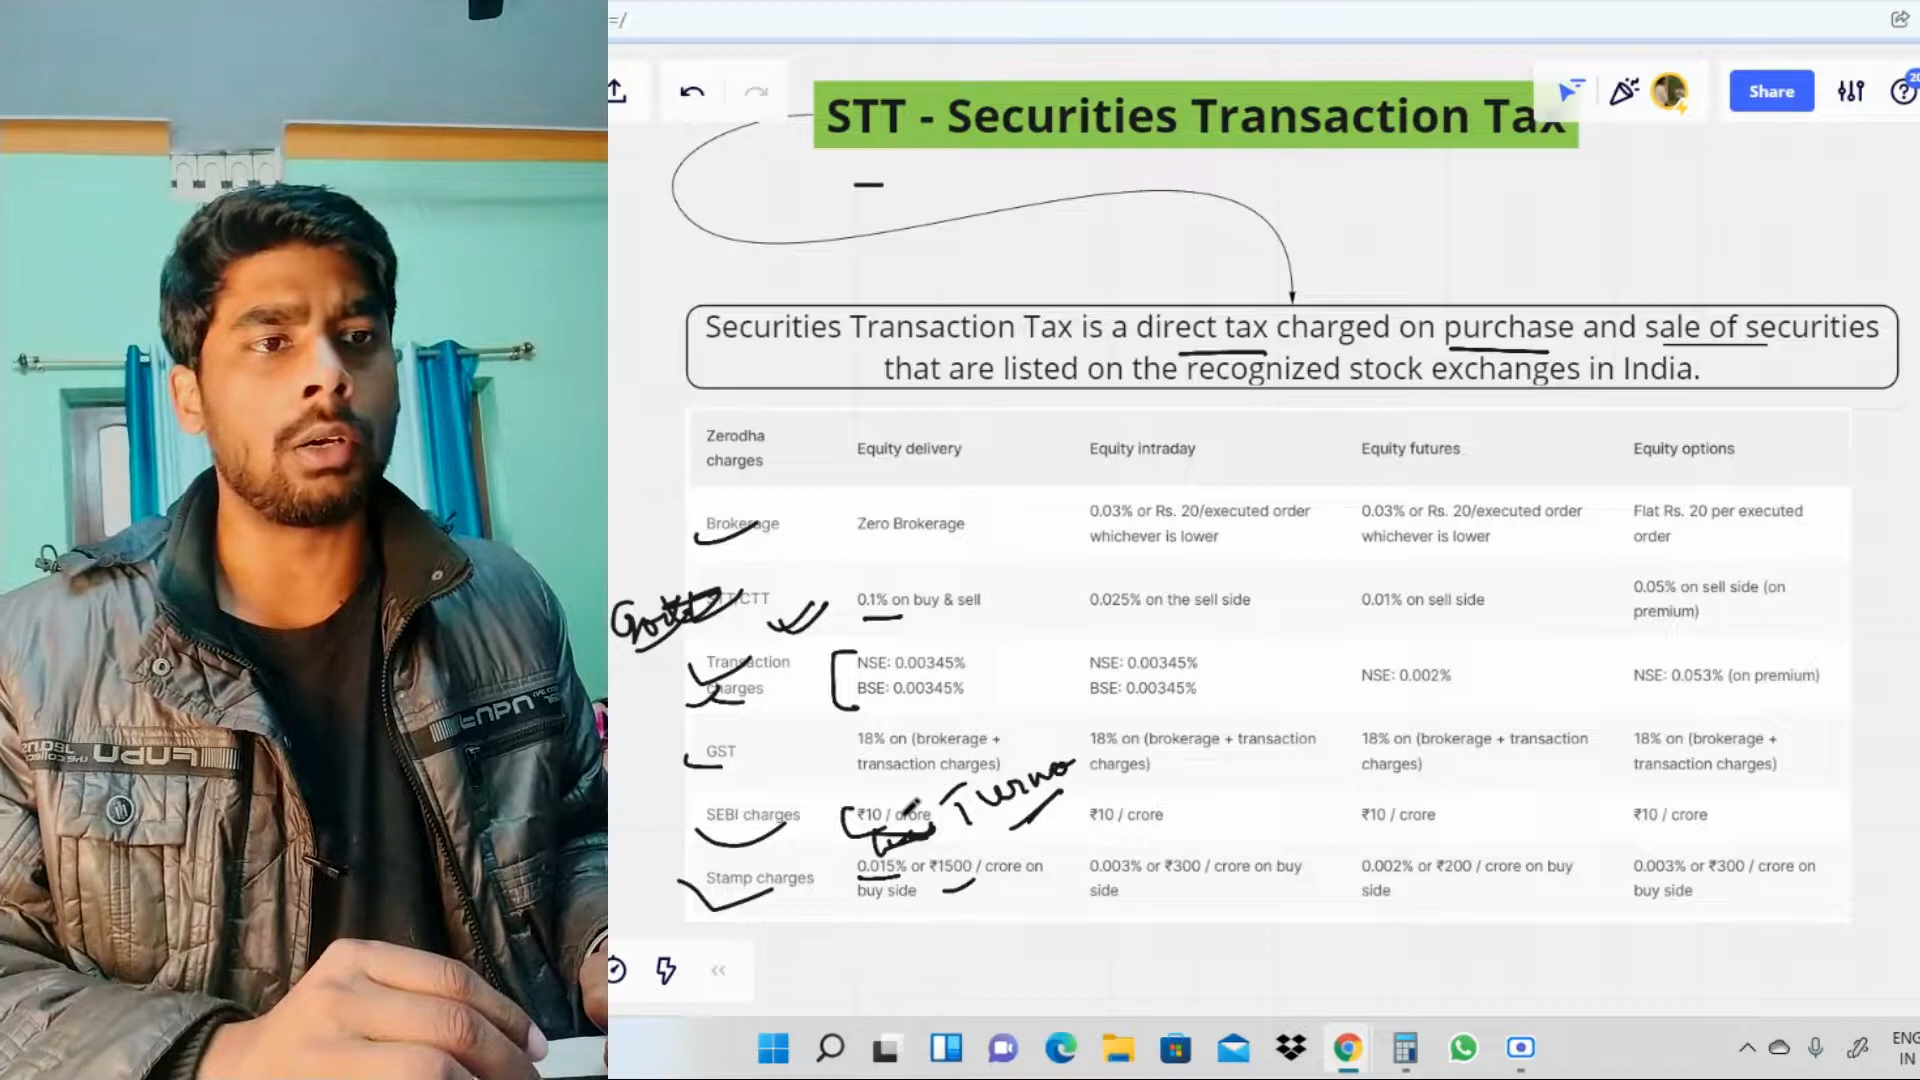 =/
STT - Securities Transaction Tax
Share
20
Securities Transaction Tax is a direct tax charged on purchase and sale of securities
that are listed on the recognized stock exchanges in India.
Zerodha charges
Equity delivery
Equity intraday
Equity futures
Equity options
Brokerage
Zero Brokerage
0.03% or Rs. 20/executed order
whichever is lower
0.03% or Rs. 20/executed order
whichever is lower
Flat Rs. 20 per executed
order
STT/CTT
0.1% on buy & sell
0.025% on the sell side
0.01% on sell side
0.05% on sell side (on
premium)
Transaction
charges
NSE: 0.00345%
BSE: 0.00345%
NSE: 0.00345%
BSE: 0.00345%
NSE: 0.002%
NSE: 0.053% (on premium)
GST
18% on (brokerage +
transaction charges)
18% on (brokerage + transaction
charges)
18% on (brokerage + transaction
charges)
18% on (brokerage +
transaction charges)
SEBI charges
₹10 / crore
Turno
₹10 / crore
₹10 / crore
₹10 / crore
Stamp charges
0.015% or ₹1500 / crore on
buy side
0.003% or ₹300 / crore on buy
side
0.002% or ₹200 / crore on buy
side
0.003% or ₹300 / crore on
buy side
ENG
IN